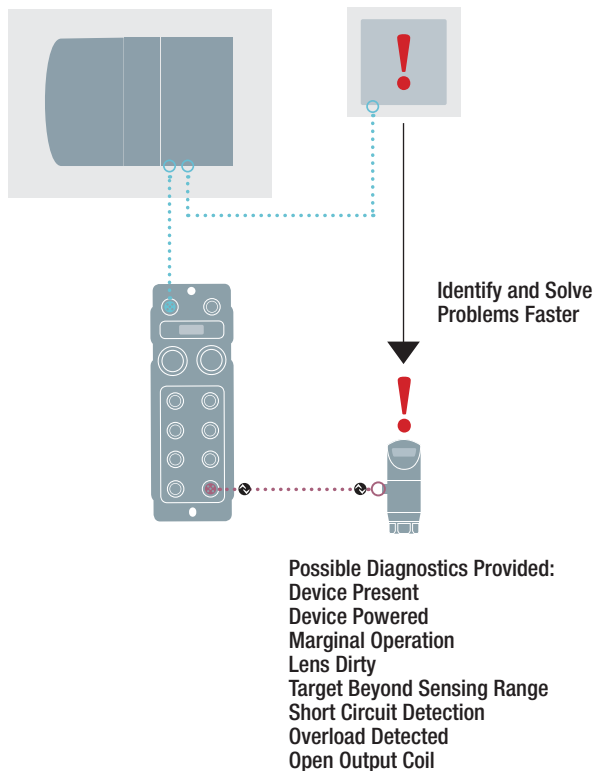 Identify and Solve
Problems Faster
Possible Diagnostics Provided:
Device Present
Device Powered
Marginal Operation
Lens Dirty
Target Beyond Sensing Range
Short Circuit Detection
Overload Detected
Open Output Coil